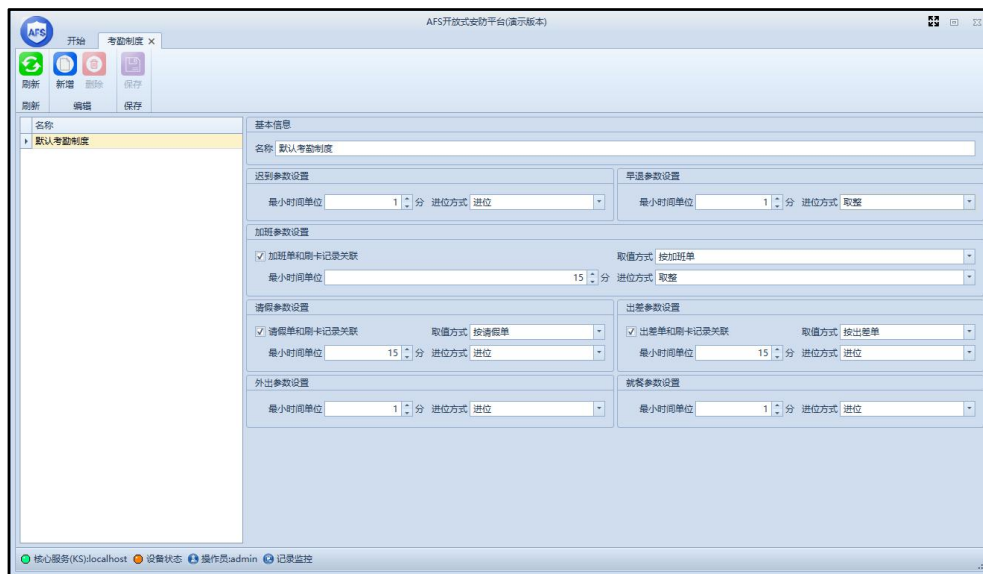 AFS开放式安防平台(演示版本)
AFS
开始 考勤制度
刷新 新增 删除 保存
刷新 编辑 保存
名称
默认考勤制度
基本信息
名称 默认考勤制度
迟到参数设置 早退参数设置
最小时间单位 1 分 进位方式 进位 最小时间单位 1 分 进位方式 取整
加班参数设置
加班单和刷卡记录关联 取值方式 按加班单
最小时间单位 15 分 进位方式 取整
请假参数设置 出差参数设置
请假单和刷卡记录关联 取值方式 按请假单 出差单和刷卡记录关联 取值方式 按出差单
最小时间单位 15 分 进位方式 进位 最小时间单位 15 分 进位方式 进位
外出参数设置 就餐参数设置
最小时间单位 1 分 进位方式 进位 最小时间单位 1 分 进位方式 进位
核心服务(KS):localhost 设备状态 操作员:admin 记录监控